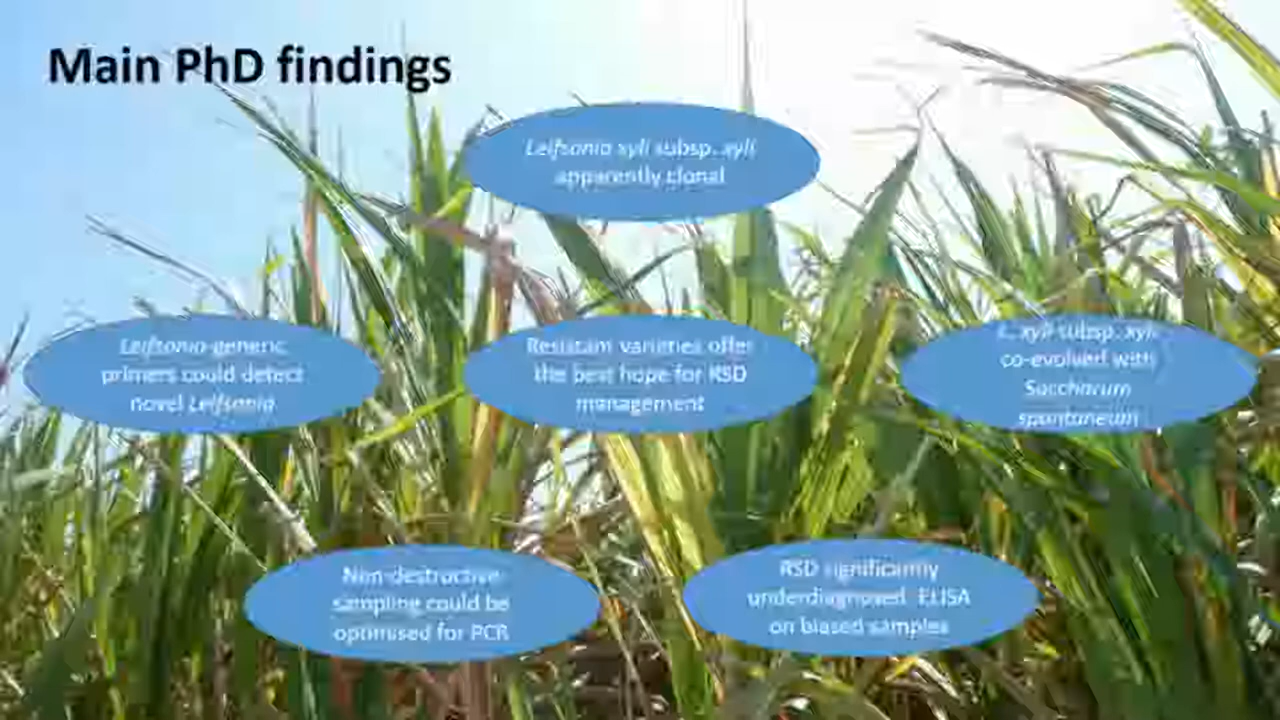 Main PhD findings
Leifsonia xyli subsp. xyli
apparently clonal
Leifsonia-generic
primers could detect
novel Leifsonia
Resistant varieties offer
the best hope for RSD
management
L. xyli subsp. xyli
co-evolved with
Saccharum
spontaneum
Non-destructive
sampling could be
optimised for PCR
RSD significantly
underdiagnosed ELISA
on biased samples